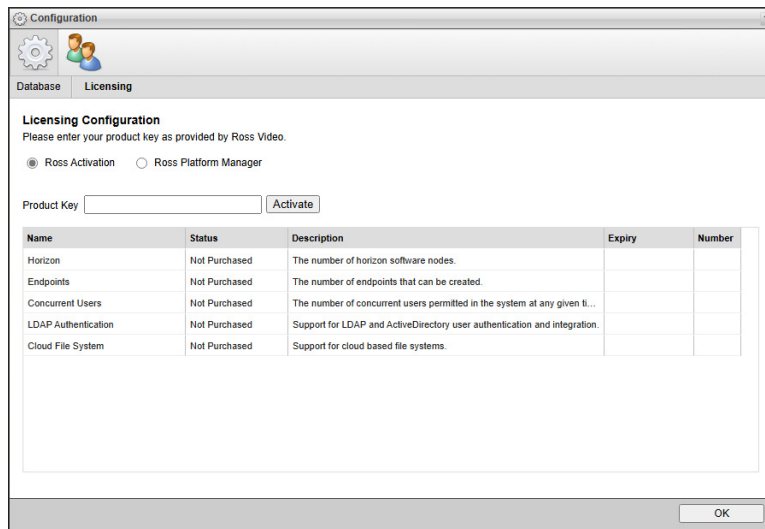 Configuration
Database Licensing
Licensing Configuration
Please enter your product key as provided by Ross Video.
Ross Activation Ross Platform Manager
Product Key Activate
Name Status Description Expiry Number
Horizon Not Purchased The number of horizon software nodes.
Endpoints Not Purchased The number of endpoints that can be created.
Concurrent Users Not Purchased The number of concurrent users permitted in the system at any given ti...
LDAP Authentication Not Purchased Support for LDAP and ActiveDirectory user authentication and integration.
Cloud File System Not Purchased Support for cloud based file systems.
OK